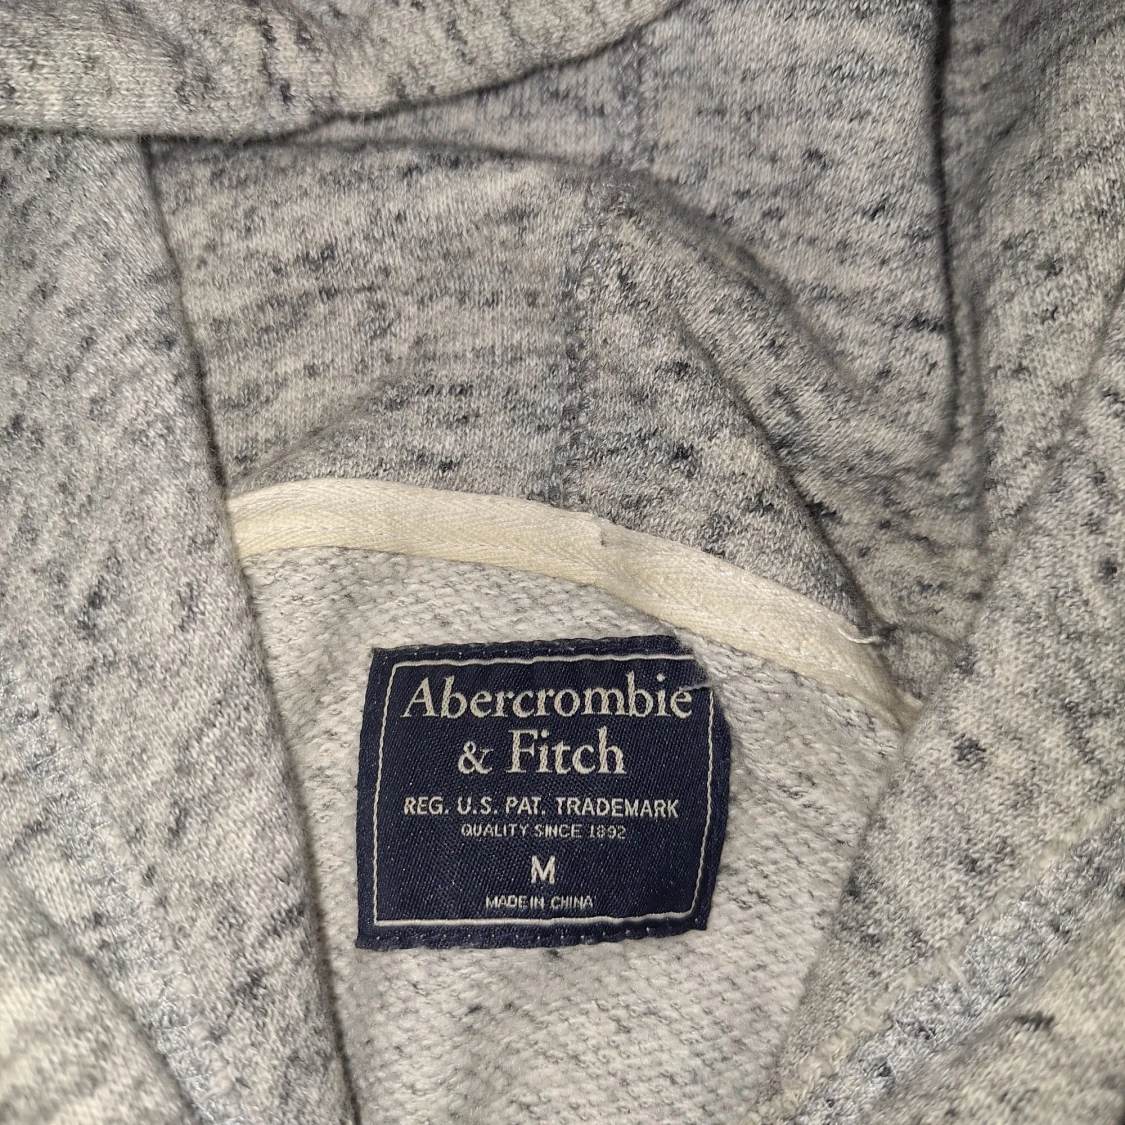 Abercrombie
& Fitch
REG. U.S. PAT. TRADEMARK
QUALITY SINCE 1892
M
MADE IN CHINA